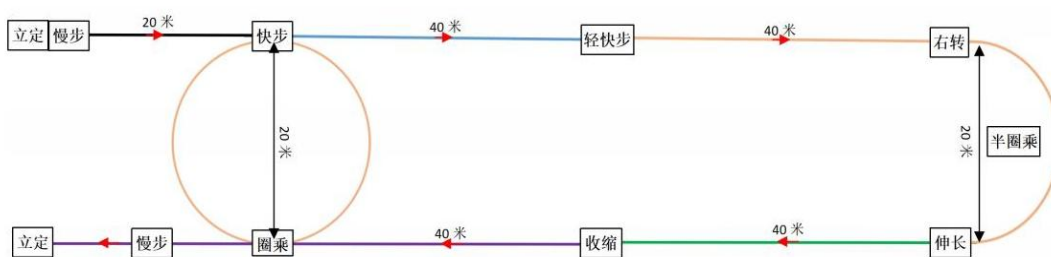 立定 慢步 20 米 快步 40 米 轻快步 40 米 右转
20 米 20 米 半圈乘
立定 慢步 圈乘 40 米 收缩 40 米 伸长